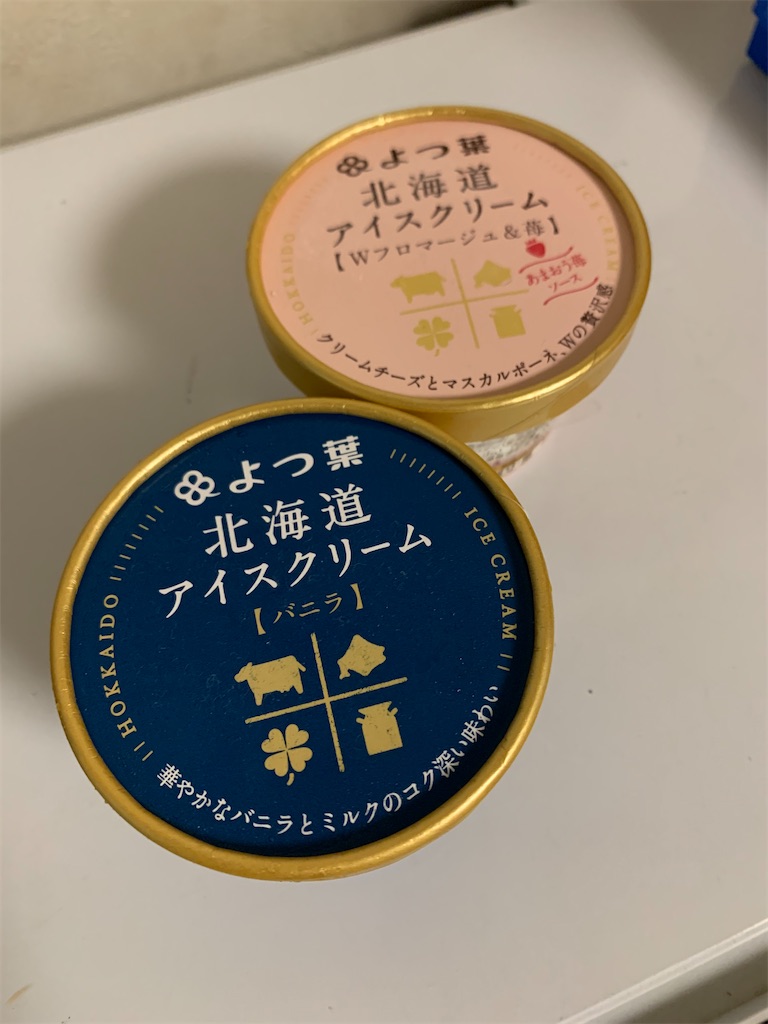 よつ葉
北海道
アイスクリーム
【Wフロマージュ&苺】
あまおう苺
ソース
HOKKAIDO
ICE CREAM
クリームチーズとマスカルポーネ、Wの贅沢感
よつ葉
北海道
アイスクリーム
【バニラ】
HOKKAIDO
ICE CREAM
華やかなバニラとミルクのコク深い味わい